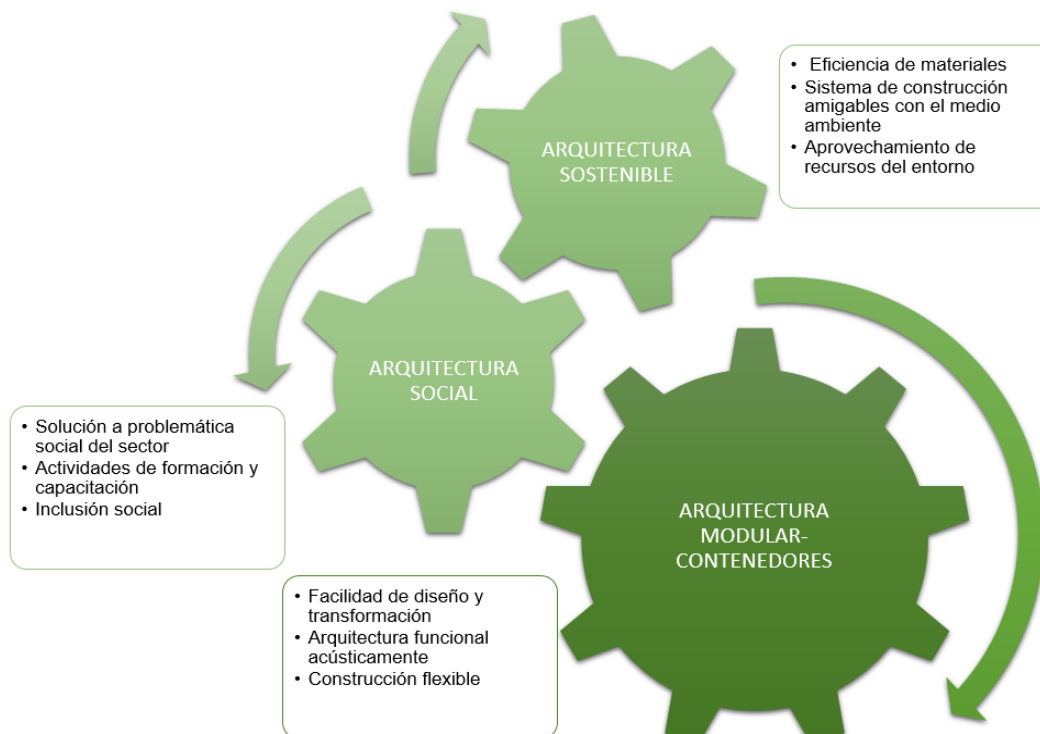 ARQUITECTURA
SOSTENIBLE
• Eficiencia de materiales
• Sistema de construcción
amigables con el medio
ambiente
• Aprovechamiento de
recursos del entorno
ARQUITECTURA
SOCIAL
• Solución a problemática
social del sector
• Actividades de formación y
capacitación
• Inclusión social
ARQUITECTURA
MODULAR-
CONTENEDORES
• Facilidad de diseño y
transformación
• Arquitectura funcional
acústicamente
• Construcción flexible